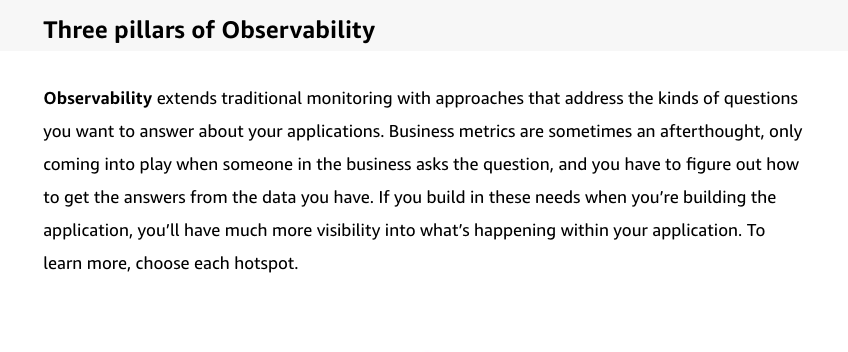 Three pillars of Observability
Observability extends traditional monitoring with approaches that address the kinds of questions
you want to answer about your applications. Business metrics are sometimes an afterthought, only
coming into play when someone in the business asks the question, and you have to figure out how
to get the answers from the data you have. If you build in these needs when you’re building the
application, you’ll have much more visibility into what’s happening within your application. To
learn more, choose each hotspot.